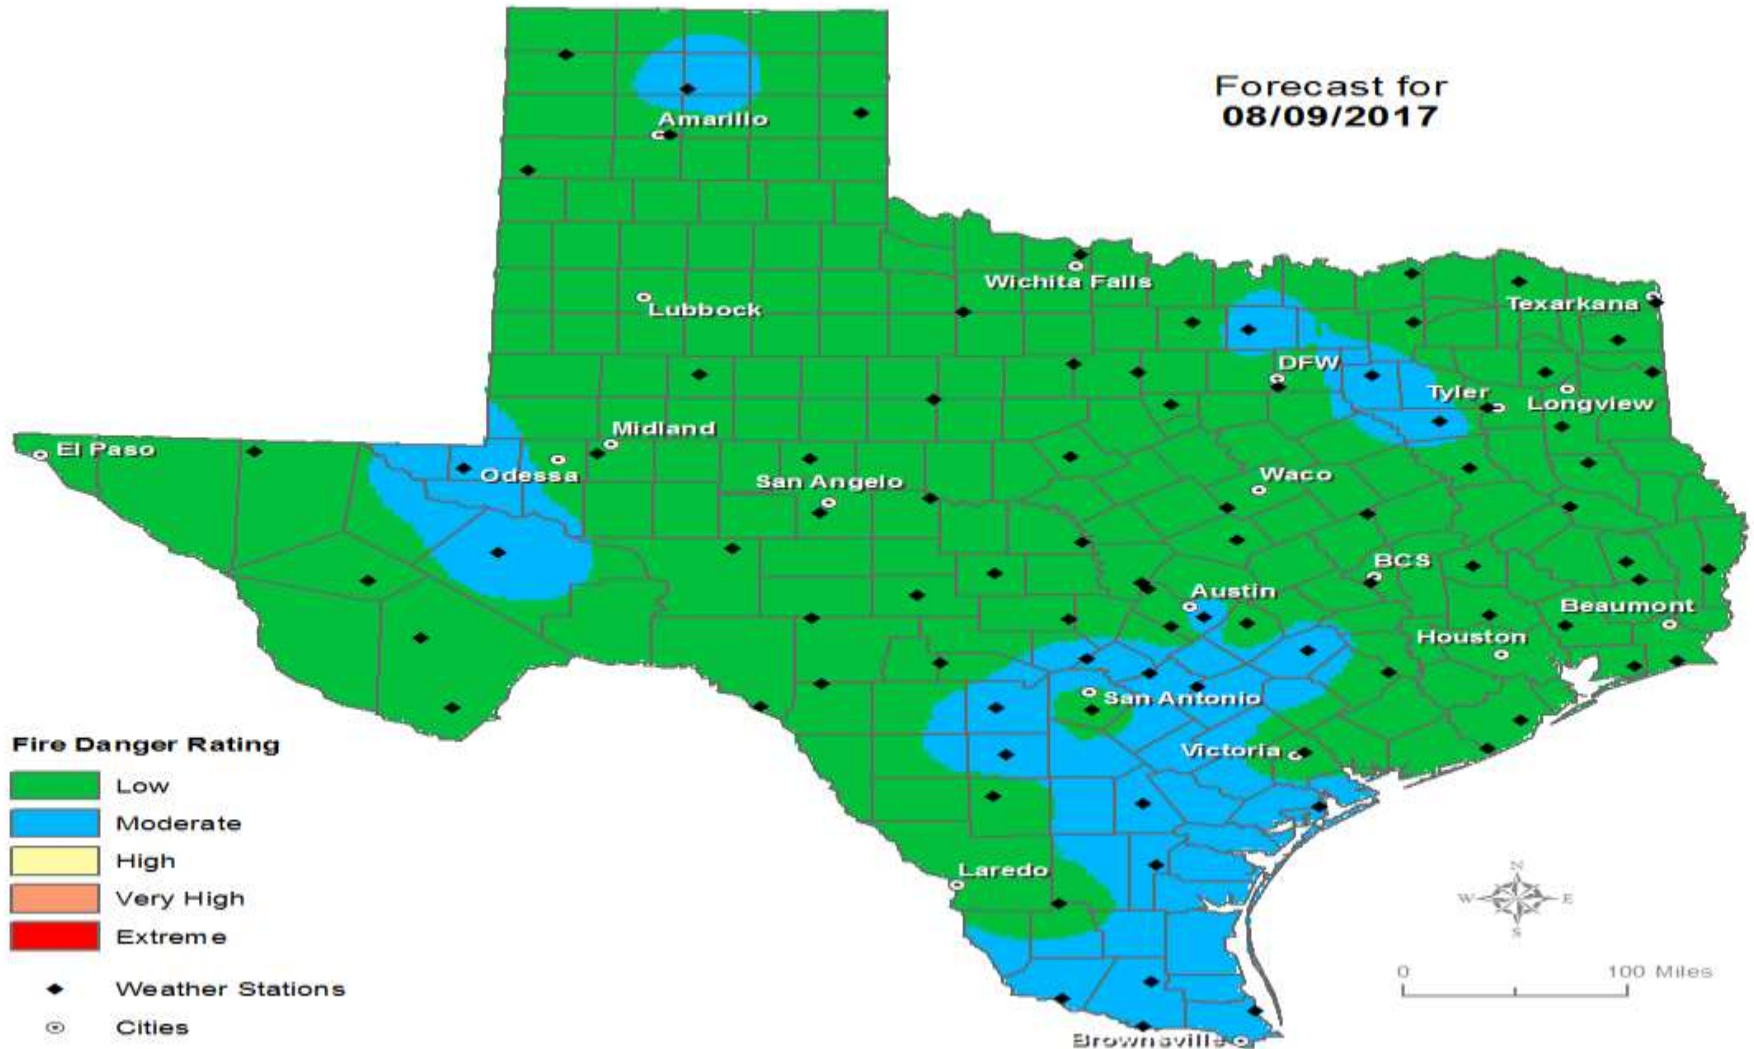 Forecast for
08/09/2017
Amarillo
Wichita Falls
Texarkana
Lubbock
DFW
Tyler
Longview
El Paso
Midland
Odessa
San Angelo
Waco
BCS
Austin
Beaumont
Houston
San Antonio
Victoria
Laredo
Brownsville
Fire Danger Rating
Low
Moderate
High
Very High
Extreme
Weather Stations
Cities
N
W E
S
0 100 Miles